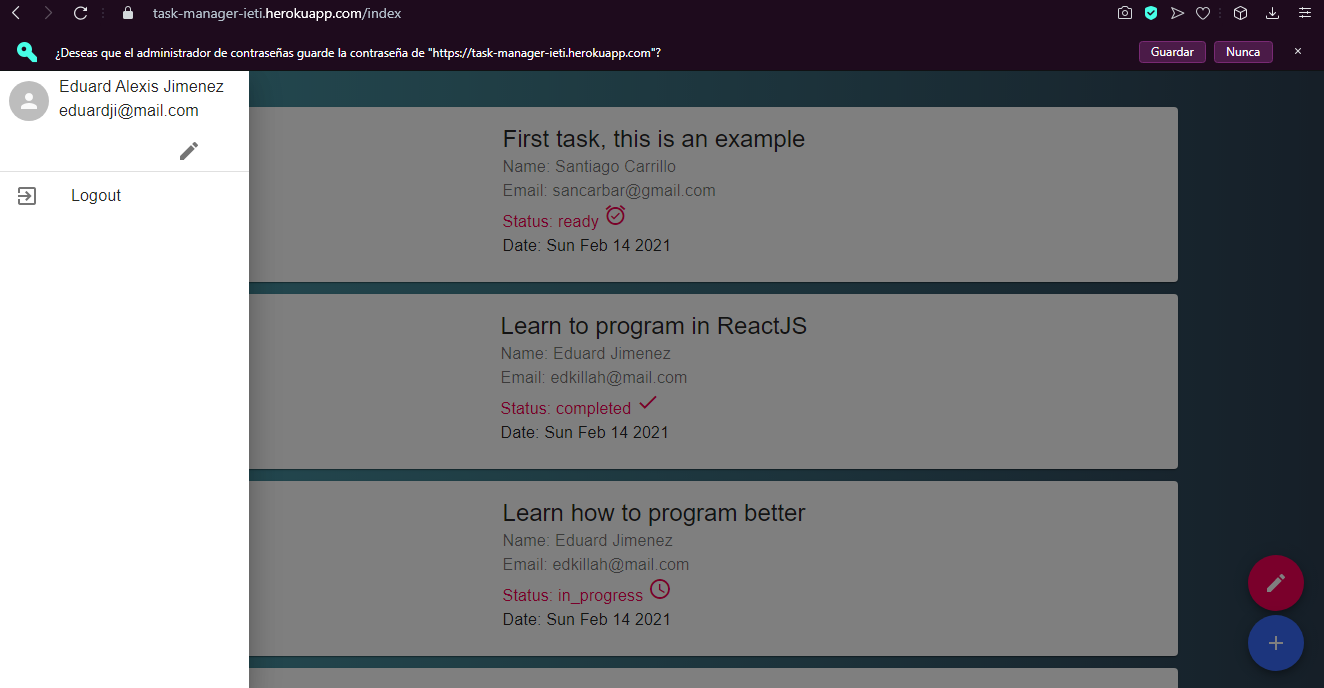 task-manager-ieti.herokuapp.com/index
¿Deseas que el administrador de contraseñas guarde la contraseña de "https://task-manager-ieti.herokuapp.com"?
Guardar
Nunca
Eduard Alexis Jimenez
eduardji@mail.com
Logout
First task, this is an example
Name: Santiago Carrillo
Email: sancarbar@gmail.com
Status: ready
Date: Sun Feb 14 2021
Learn to program in ReactJS
Name: Eduard Jimenez
Email: edkillah@mail.com
Status: completed
Date: Sun Feb 14 2021
Learn how to program better
Name: Eduard Jimenez
Email: edkillah@mail.com
Status: in_progress
Date: Sun Feb 14 2021